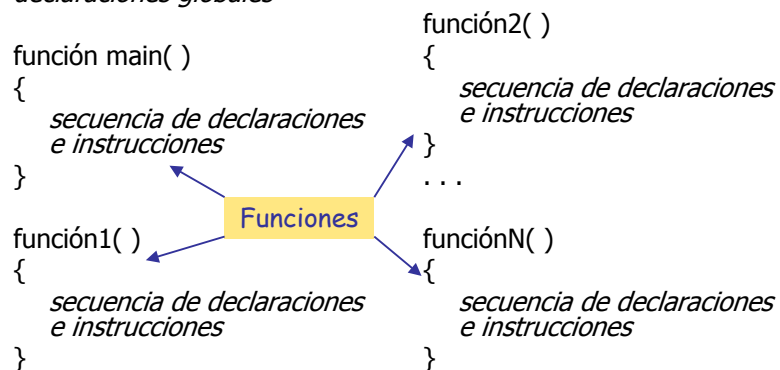 declaraciones globales
función main( )
{
secuencia de declaraciones
e instrucciones
}
función1( )
{
secuencia de declaraciones
e instrucciones
}
Funciones
función2( )
{
secuencia de declaraciones
e instrucciones
}
. . .
funciónN( )
{
secuencia de declaraciones
e instrucciones
}